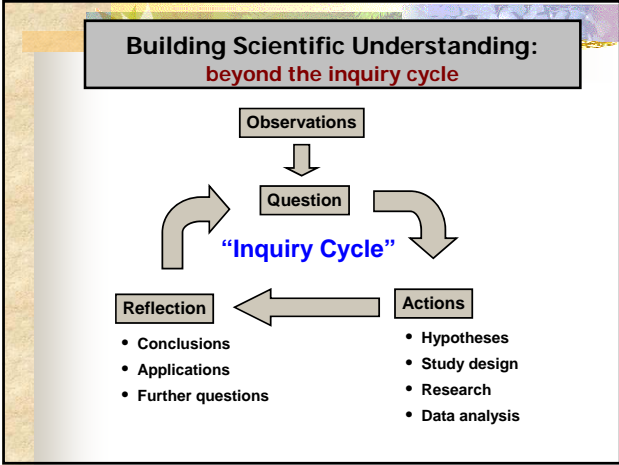 Building Scientific Understanding:
beyond the inquiry cycle
Observations
Question
“Inquiry Cycle”
Reflection
• Conclusions
• Applications
• Further questions
Actions
• Hypotheses
• Study design
• Research
• Data analysis